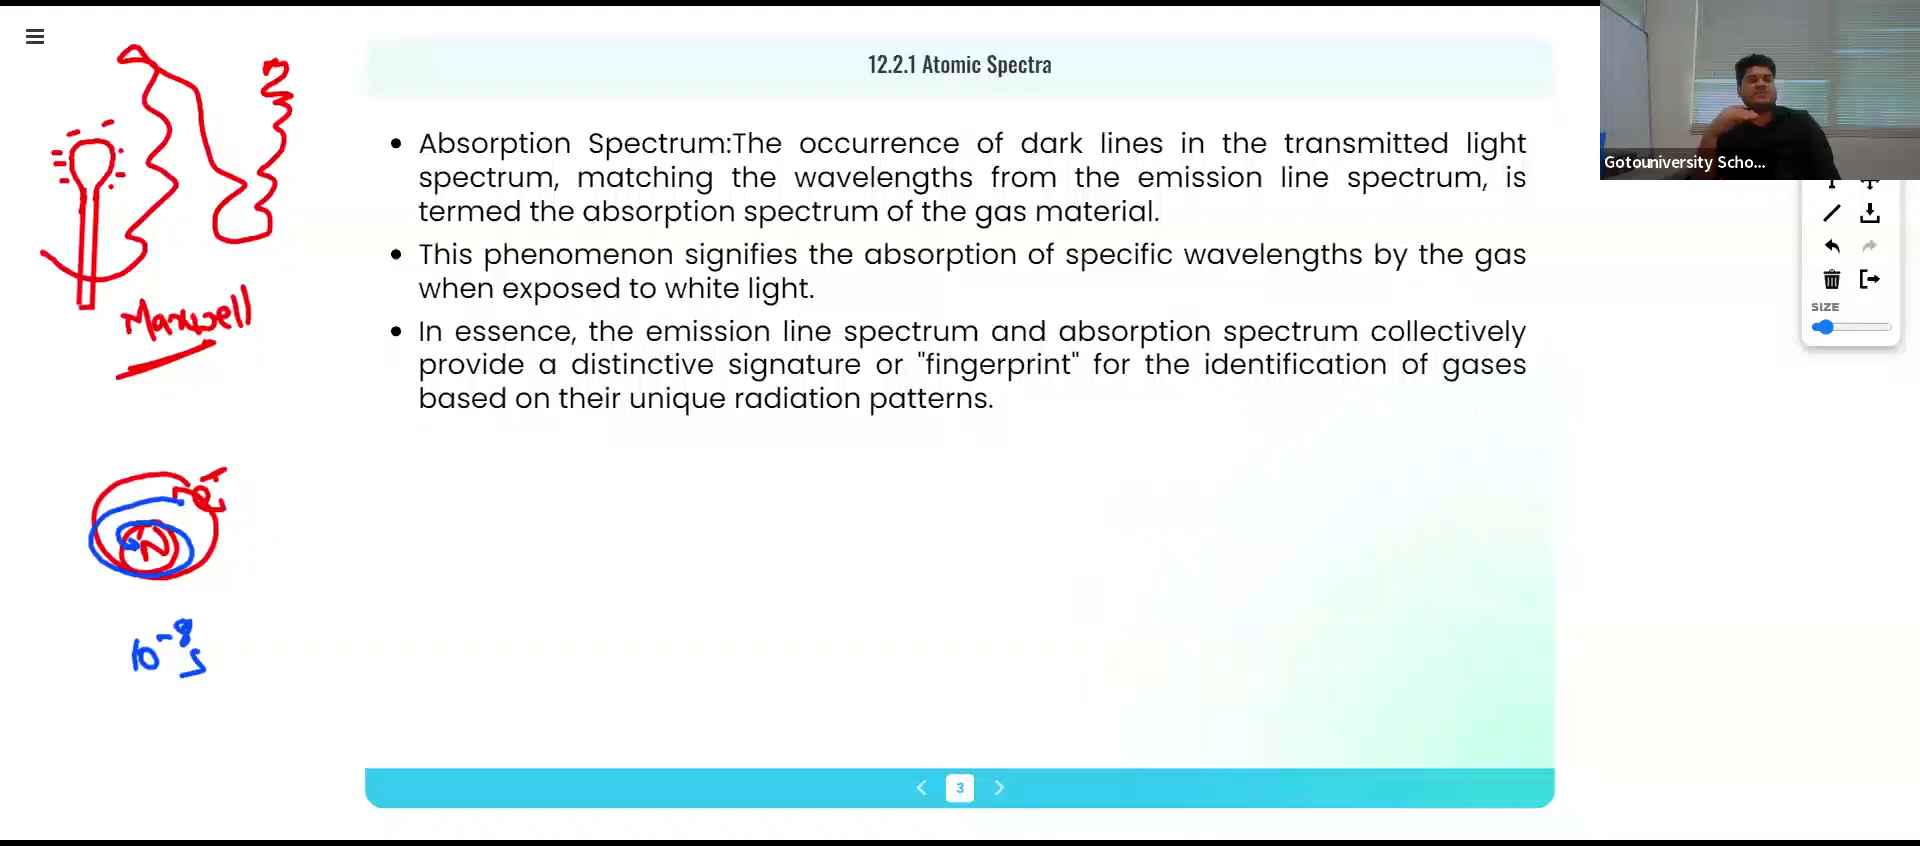 12.2.1 Atomic Spectra
• Absorption Spectrum:The occurrence of dark lines in the transmitted light
spectrum, matching the wavelengths from the emission line spectrum, is
termed the absorption spectrum of the gas material.
• This phenomenon signifies the absorption of specific wavelengths by the gas
when exposed to white light.
• In essence, the emission line spectrum and absorption spectrum collectively
provide a distinctive signature or "fingerprint" for the identification of gases
based on their unique radiation patterns.
Maxwell
e⁻
N
10⁻⁸ s
3
Gotouniversity Scho...
SIZE